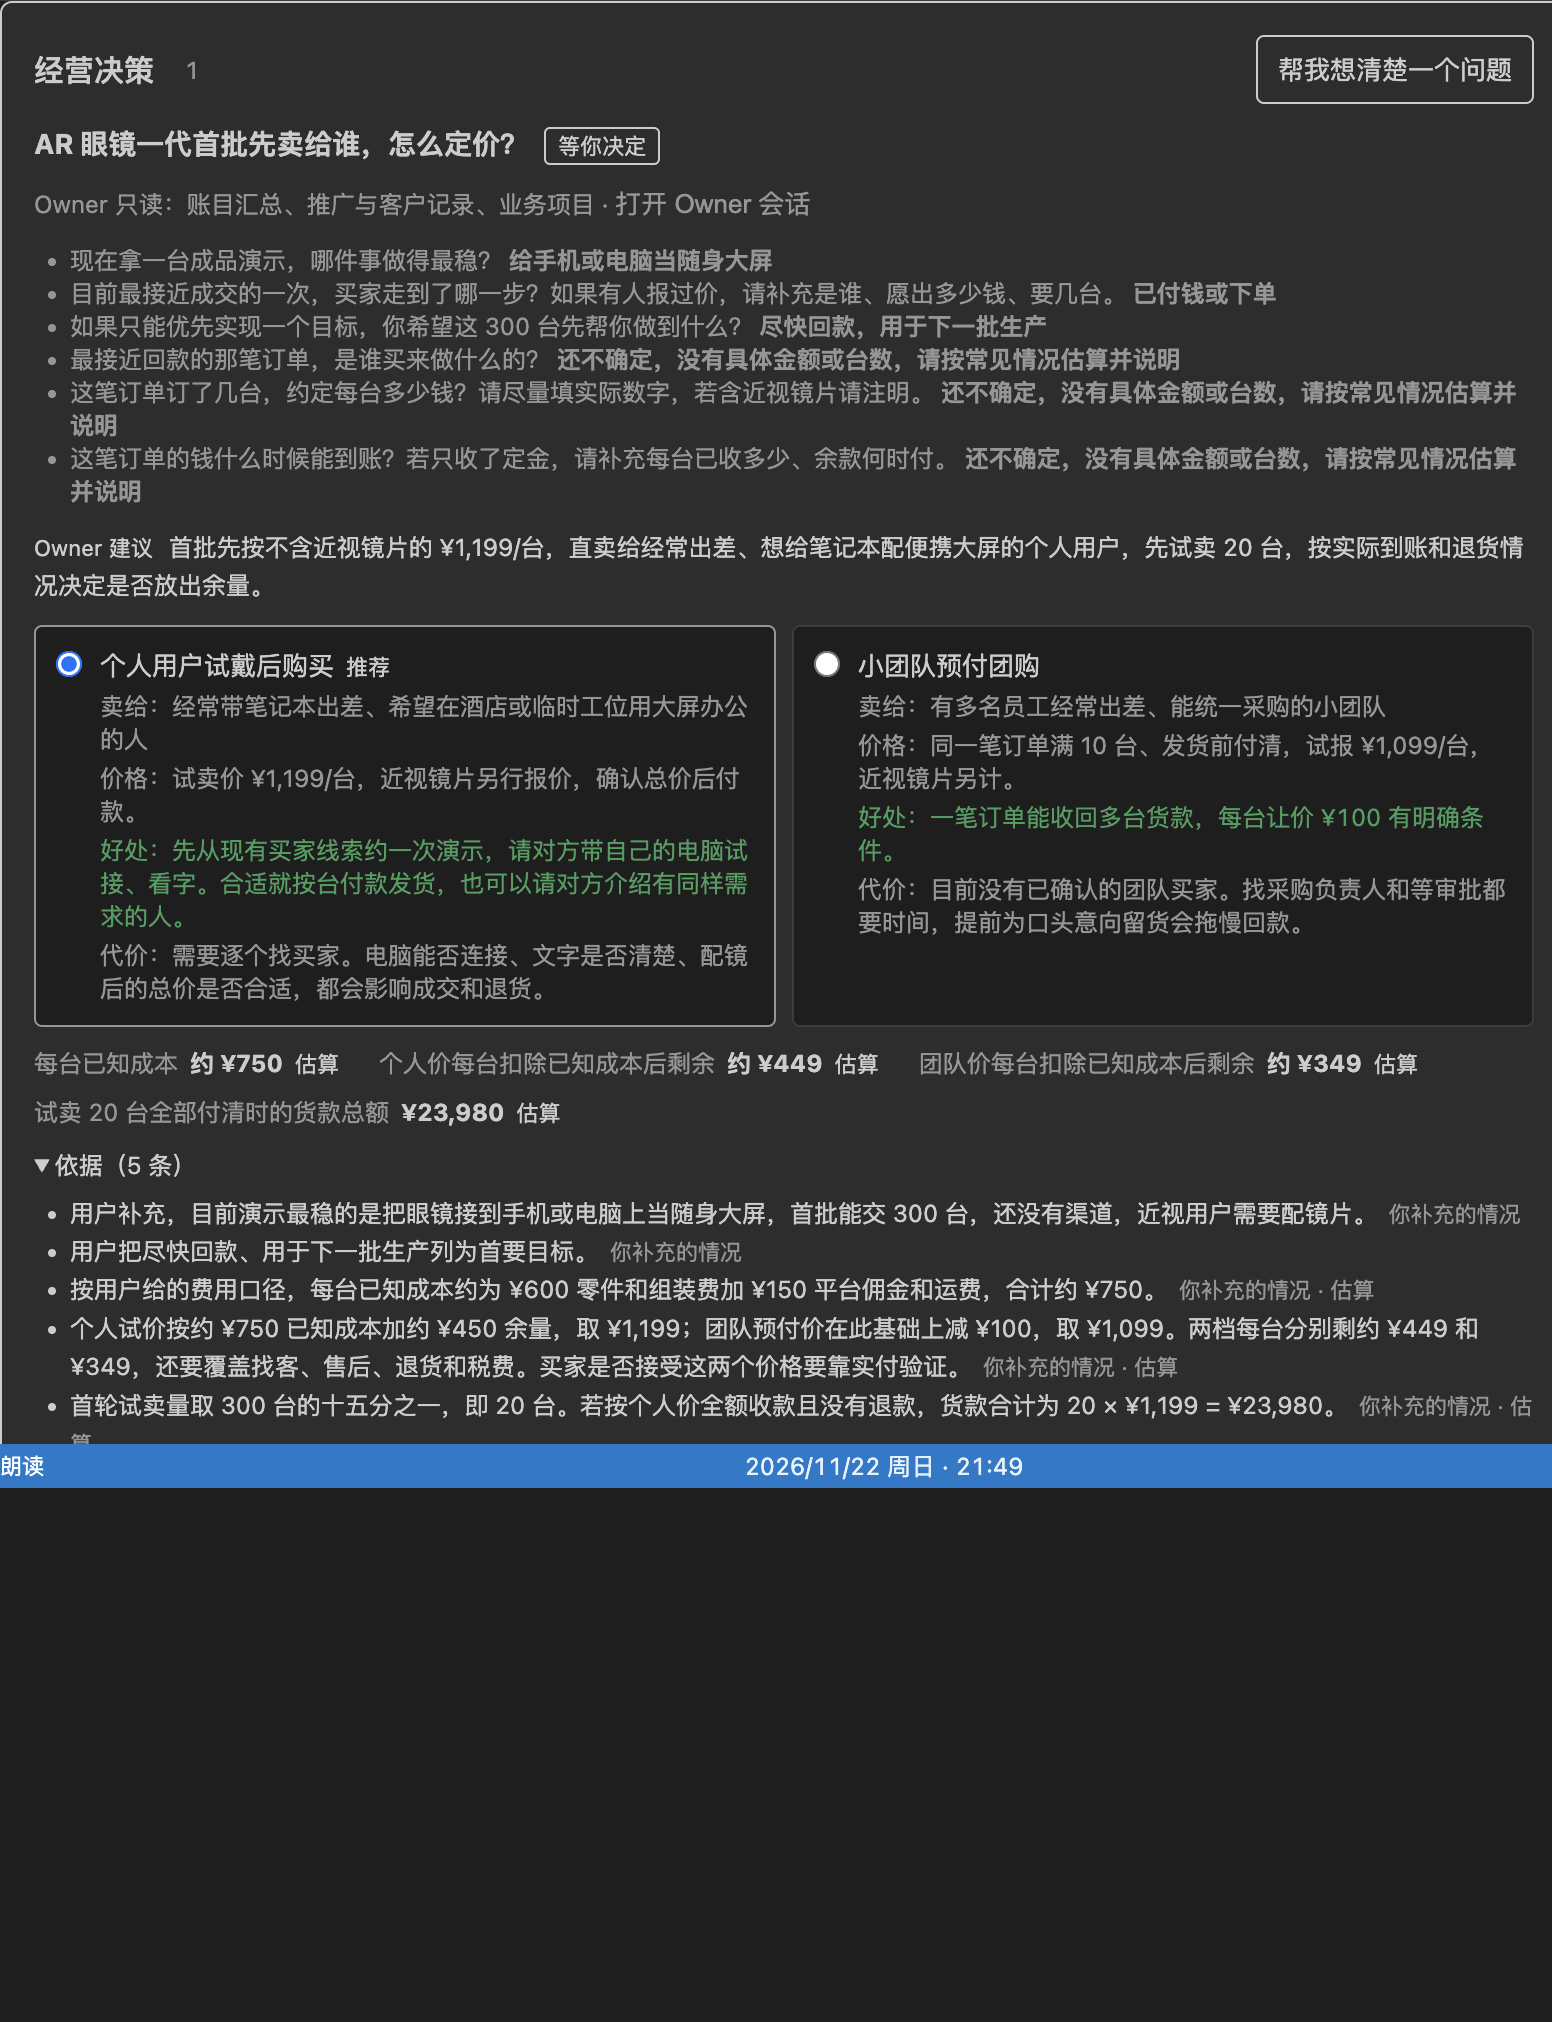 经营决策 1
帮我想清楚一个问题
AR 眼镜一代首批先卖给谁，怎么定价？ 等你决定
Owner 只读：账目汇总、推广与客户记录、业务项目 · 打开 Owner 会话
• 现在拿一台成品演示，哪件事做得最稳？ 给手机或电脑当随身大屏
• 目前最接近成交的一次，买家走到了哪一步？如果有人报过价，请补充是谁、愿出多少钱、要几台。 已付钱或下单
• 如果只能优先实现一个目标，你希望这 300 台先帮你做到什么？ 尽快回款，用于下一批生产
• 最接近回款的那笔订单，是谁买来做什么的？ 还不确定，没有具体金额或台数，请按常见情况估算并说明
• 这笔订单订了几台，约定每台多少钱？请尽量填实际数字，若含近视镜片请注明。 还不确定，没有具体金额或台数，请按常见情况估算并
说明
• 这笔订单的钱什么时候能到账？若只收了定金，请补充每台已收多少、余款何时付。 还不确定，没有具体金额或台数，请按常见情况估算
并说明
Owner 建议 首批先按不含近视镜片的 ¥1,199/台，直卖给经常出差、想给笔记本配便携大屏的个人用户，先试卖 20 台，按实际到账和退货情
况决定是否放出余量。
个人用户试戴后购买 推荐
卖给：经常带笔记本出差、希望在酒店或临时工位用大屏办公
的人
价格：试卖价 ¥1,199/台，近视镜片另行报价，确认总价后付
款。
好处：先从现有买家线索约一次演示，请对方带自己的电脑试
接、看字。合适就按台付款发货，也可以请对方介绍有同样需
求的人。
代价：需要逐个找买家。电脑能否连接、文字是否清楚、配镜
后的总价是否合适，都会影响成交和退货。
小团队预付团购
卖给：有多名员工经常出差、能统一采购的小团队
价格：同一笔订单满 10 台、发货前付清，试报 ¥1,099/台，
近视镜片另计。
好处：一笔订单能收回多台货款，每台让价 ¥100 有明确条
件。
代价：目前没有已确认的团队买家。找采购负责人和等审批都
要时间，提前为口头意向留货会拖慢回款。
每台已知成本 约 ¥750 估算 个人价每台扣除已知成本后剩余 约 ¥449 估算 团队价每台扣除已知成本后剩余 约 ¥349 估算
试卖 20 台全部付清时的货款总额 ¥23,980 估算
▼依据（5 条）
• 用户补充，目前演示最稳的是把眼镜接到手机或电脑上当随身大屏，首批能交 300 台，还没有渠道，近视用户需要配镜片。 你补充的情况
• 用户把尽快回款、用于下一批生产列为首要目标。 你补充的情况
• 按用户给的费用口径，每台已知成本约为 ¥600 零件和组装费加 ¥150 平台佣金和运费，合计约 ¥750。 你补充的情况 · 估算
• 个人试价按约 ¥750 已知成本加约 ¥450 余量，取 ¥1,199；团队预付价在此基础上减 ¥100，取 ¥1,099。两档每台分别剩约 ¥449 和
¥349，还要覆盖找客、售后、退货和税费。买家是否接受这两个价格要靠实付验证。 你补充的情况 · 估算
• 首轮试卖量取 300 台的十五分之一，即 20 台。若按个人价全额收款且没有退款，货款合计为 20 × ¥1,199 = ¥23,980。 你补充的情况 · 估
算
朗读
2026/11/22 周日 · 21:49